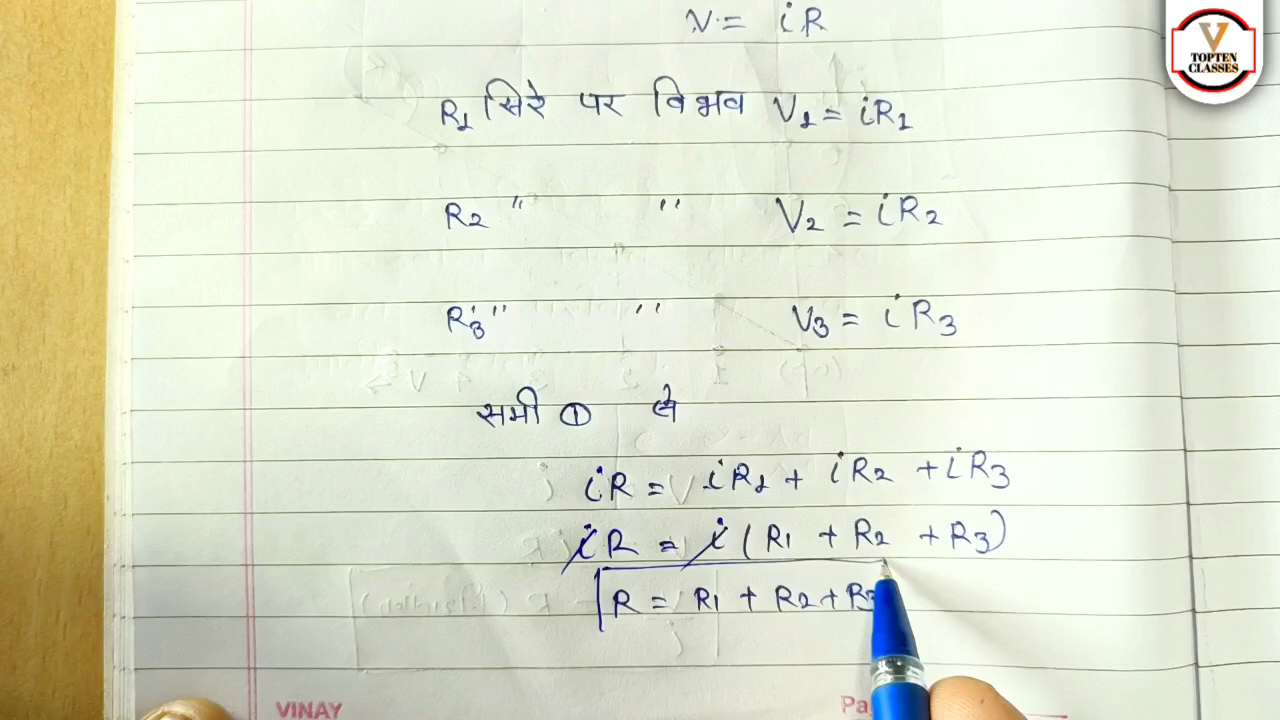 V = iR
R1 सिरे पर विभव V1 = iR1
R2 " " V2 = iR2
R3 " " V3 = iR3
समी ① से
iR = iR1 + iR2 + iR3
iR = i(R1 + R2 + R3)
R = R1 + R2 + R3
VINAY
V
TOPTEN
CLASSES